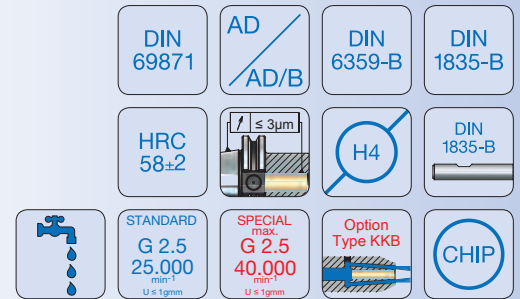 DIN
69871
AD
AD/B
DIN
6359-B
DIN
1835-B
HRC
58±2
≤ 3µm
H4
DIN
1835-B
STANDARD
G 2.5
25.000
min⁻¹
U ≤ 1gmm
SPECIAL
max.
G 2.5
40.000
min⁻¹
U ≤ 1gmm
Option
Type KKB
CHIP